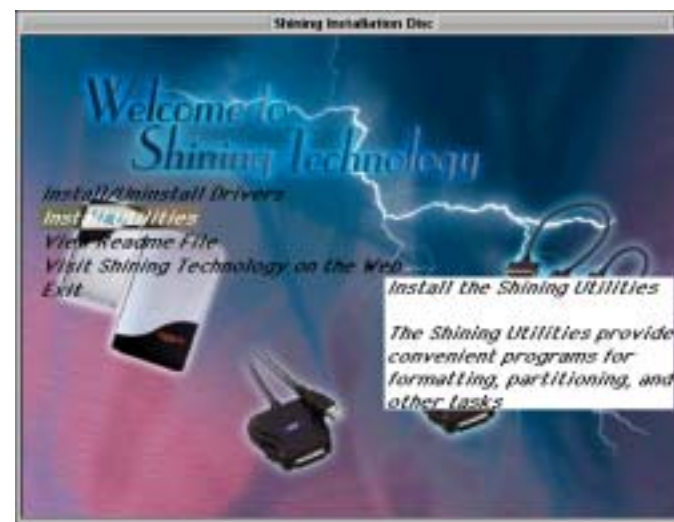 Shining Installation Disc
Welcome to
Shining Technology
Install/Uninstall Drivers
Install Utilities
View Readme File
Visit Shining Technology on the Web
Exit
Install the Shining Utilities
The Shining Utilities provide
convenient programs for
formatting, partitioning, and
other tasks